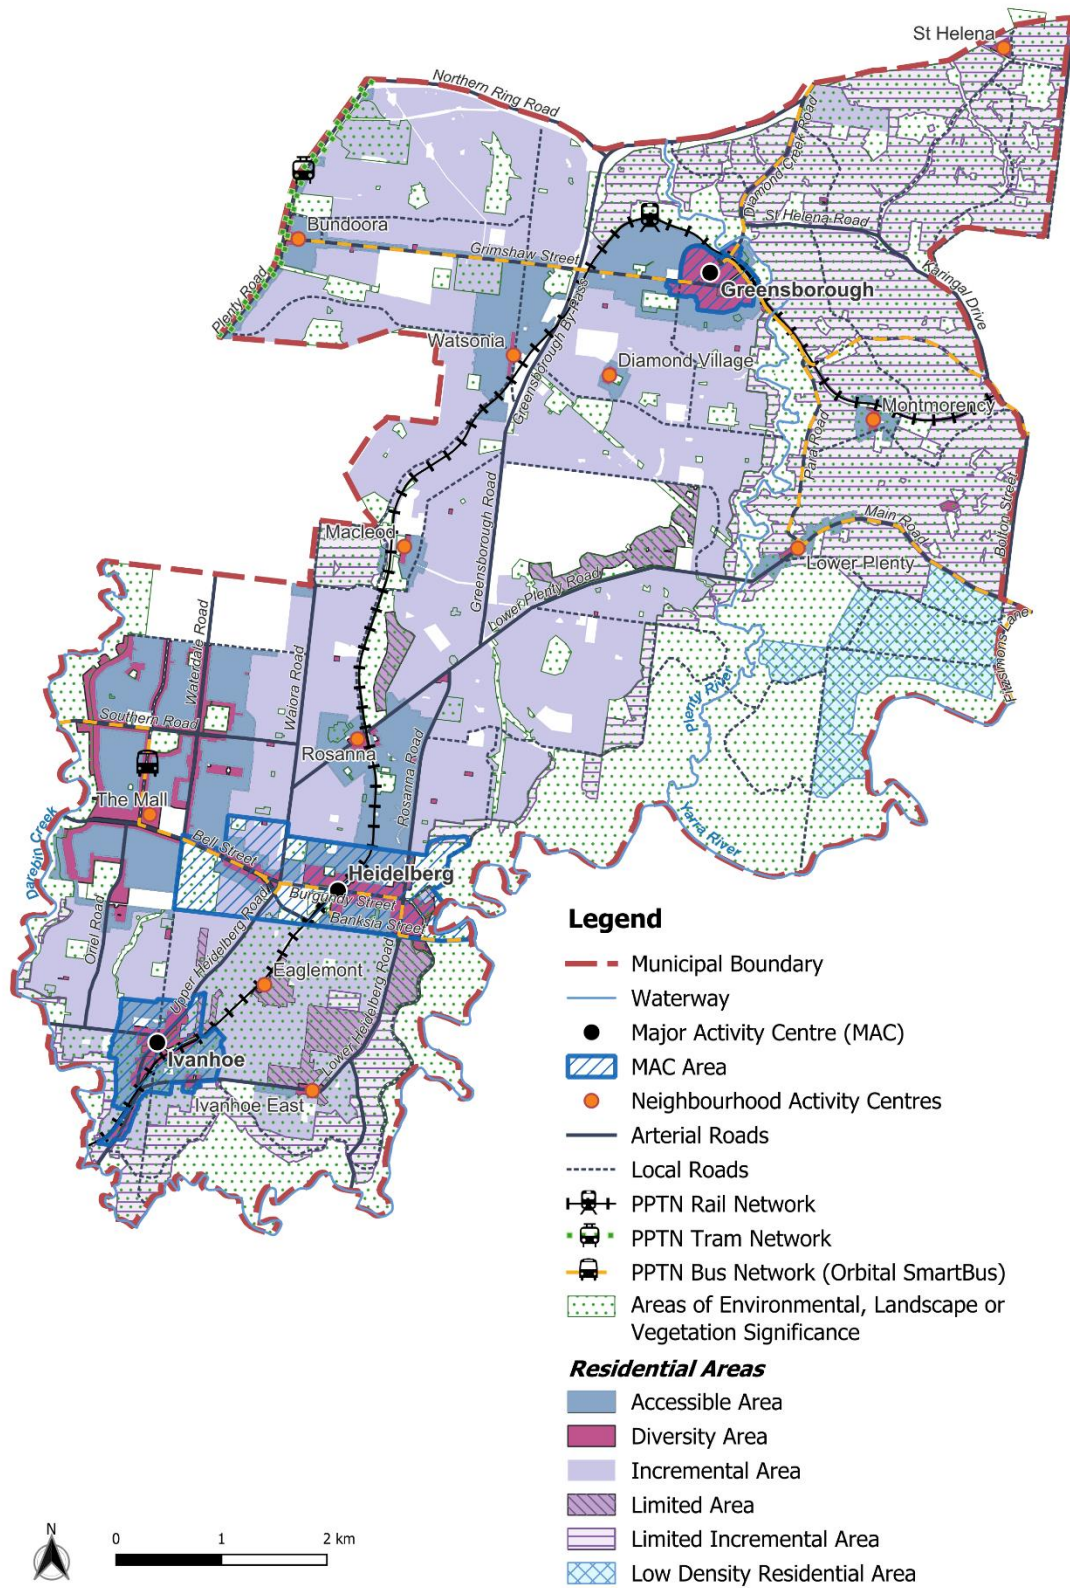 St Helena
Northern Ring Road
Diamond Creek Road
Bundoora
St Helena Road
Grimshaw Street
Karingal Drive
Greensborough
Plenty Road
Watsonia
Greensborough By-Pass
Diamond Village
Montmorency
Para Road
Bolton Street
Main Road
Macleod
Greensborough Road
Lower Plenty
Lower Plenty Road
Waterdale Road
Fitzsimons Lane
Waiora Road
Plenty River
Southern Road
Rosanna
Rosanna Road
The Mall
Darebin Creek
Bell Street
Yarra River
Heidelberg
Burgundy Street
Banksia Street
Oriel Road
Upper Heidelberg Road
Eaglemont
Lower Heidelberg Road
Ivanhoe
Ivanhoe East
Legend
Municipal Boundary
Waterway
Major Activity Centre (MAC)
MAC Area
Neighbourhood Activity Centres
Arterial Roads
Local Roads
PPTN Rail Network
PPTN Tram Network
PPTN Bus Network (Orbital SmartBus)
Areas of Environmental, Landscape or
Vegetation Significance
Residential Areas
Accessible Area
Diversity Area
Incremental Area
Limited Area
Limited Incremental Area
Low Density Residential Area
N
0 1 2 km